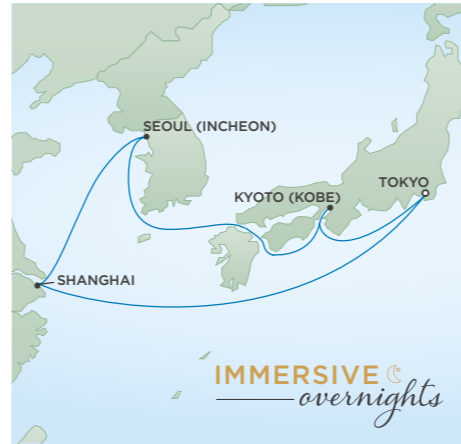 SEOUL (INCHEON)
TOKYO
KYOTO (KOBE)
SHANGHAI
IMMERSIVE
overnights